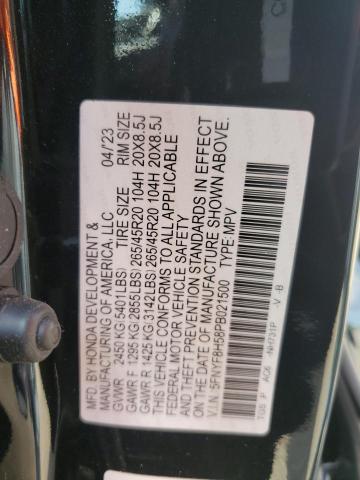 MFD. BY HONDA DEVELOPMENT & 04/23
MANUFACTURING OF AMERICA, LLC
GVWR 2450 KG(5401LBS) TIRE SIZE RIM SIZE
GAWR F 1295 KG(2855LBS) 265/45R20 104H 20X8.5J
GAWR R 1425 KG(3142LBS) 265/45R20 104H 20X8.5J
THIS VEHICLE CONFORMS TO ALL APPLICABLE
FEDERAL MOTOR VEHICLE SAFETY
AND THEFT PREVENTION STANDARDS IN EFFECT
ON THE DATE OF MANUFACTURE SHOWN ABOVE.
V.I.N. 5FNYF8H58PB021500 TYPE:MPV
TGS P AC6 -NH731P -V -B